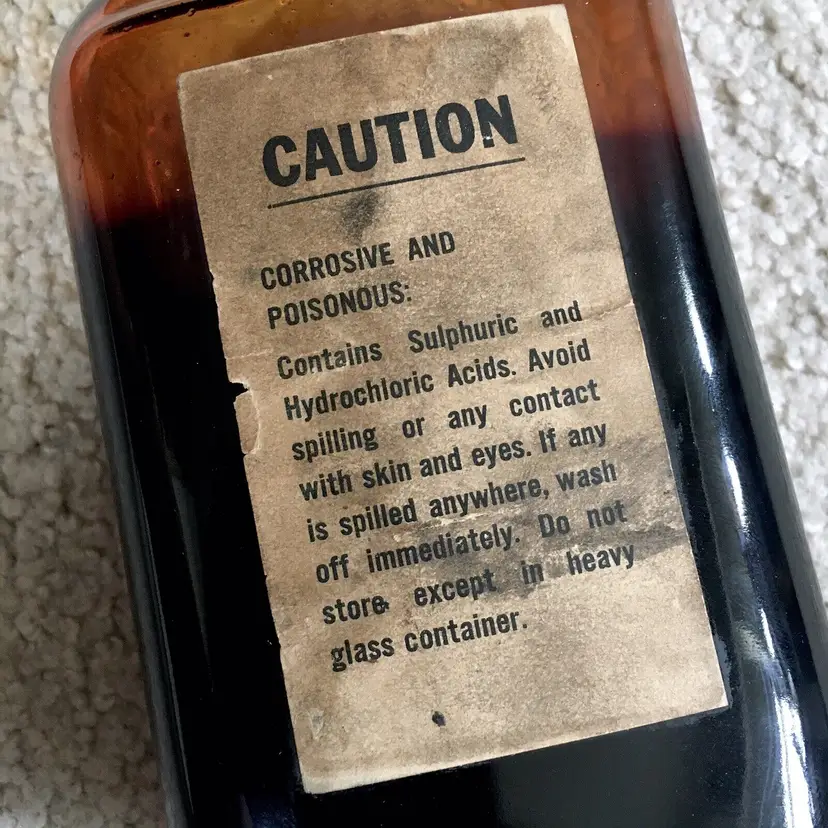 CAUTION
CORROSIVE AND
POISONOUS:
Contains Sulphuric and
Hydrochloric Acids. Avoid
spilling or any contact
with skin and eyes. If any
is spilled anywhere, wash
off immediately. Do not
store except in heavy
glass container.